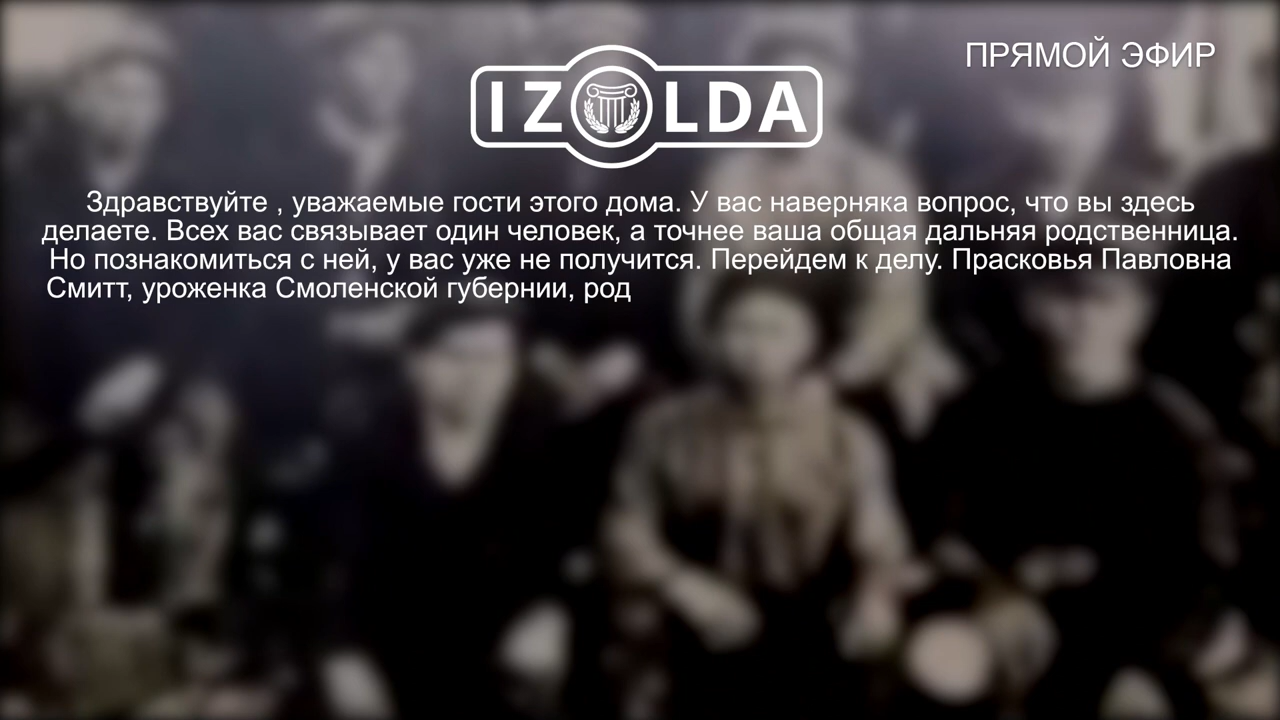 ПРЯМОЙ ЭФИР
IZOLDA
Здравствуйте , уважаемые гости этого дома. У вас наверняка вопрос, что вы здесь
делаете. Всех вас связывает один человек, а точнее ваша общая дальняя родственница.
Но познакомиться с ней, у вас уже не получится. Перейдем к делу. Прасковья Павловна
Смитт, уроженка Смоленской губернии, род